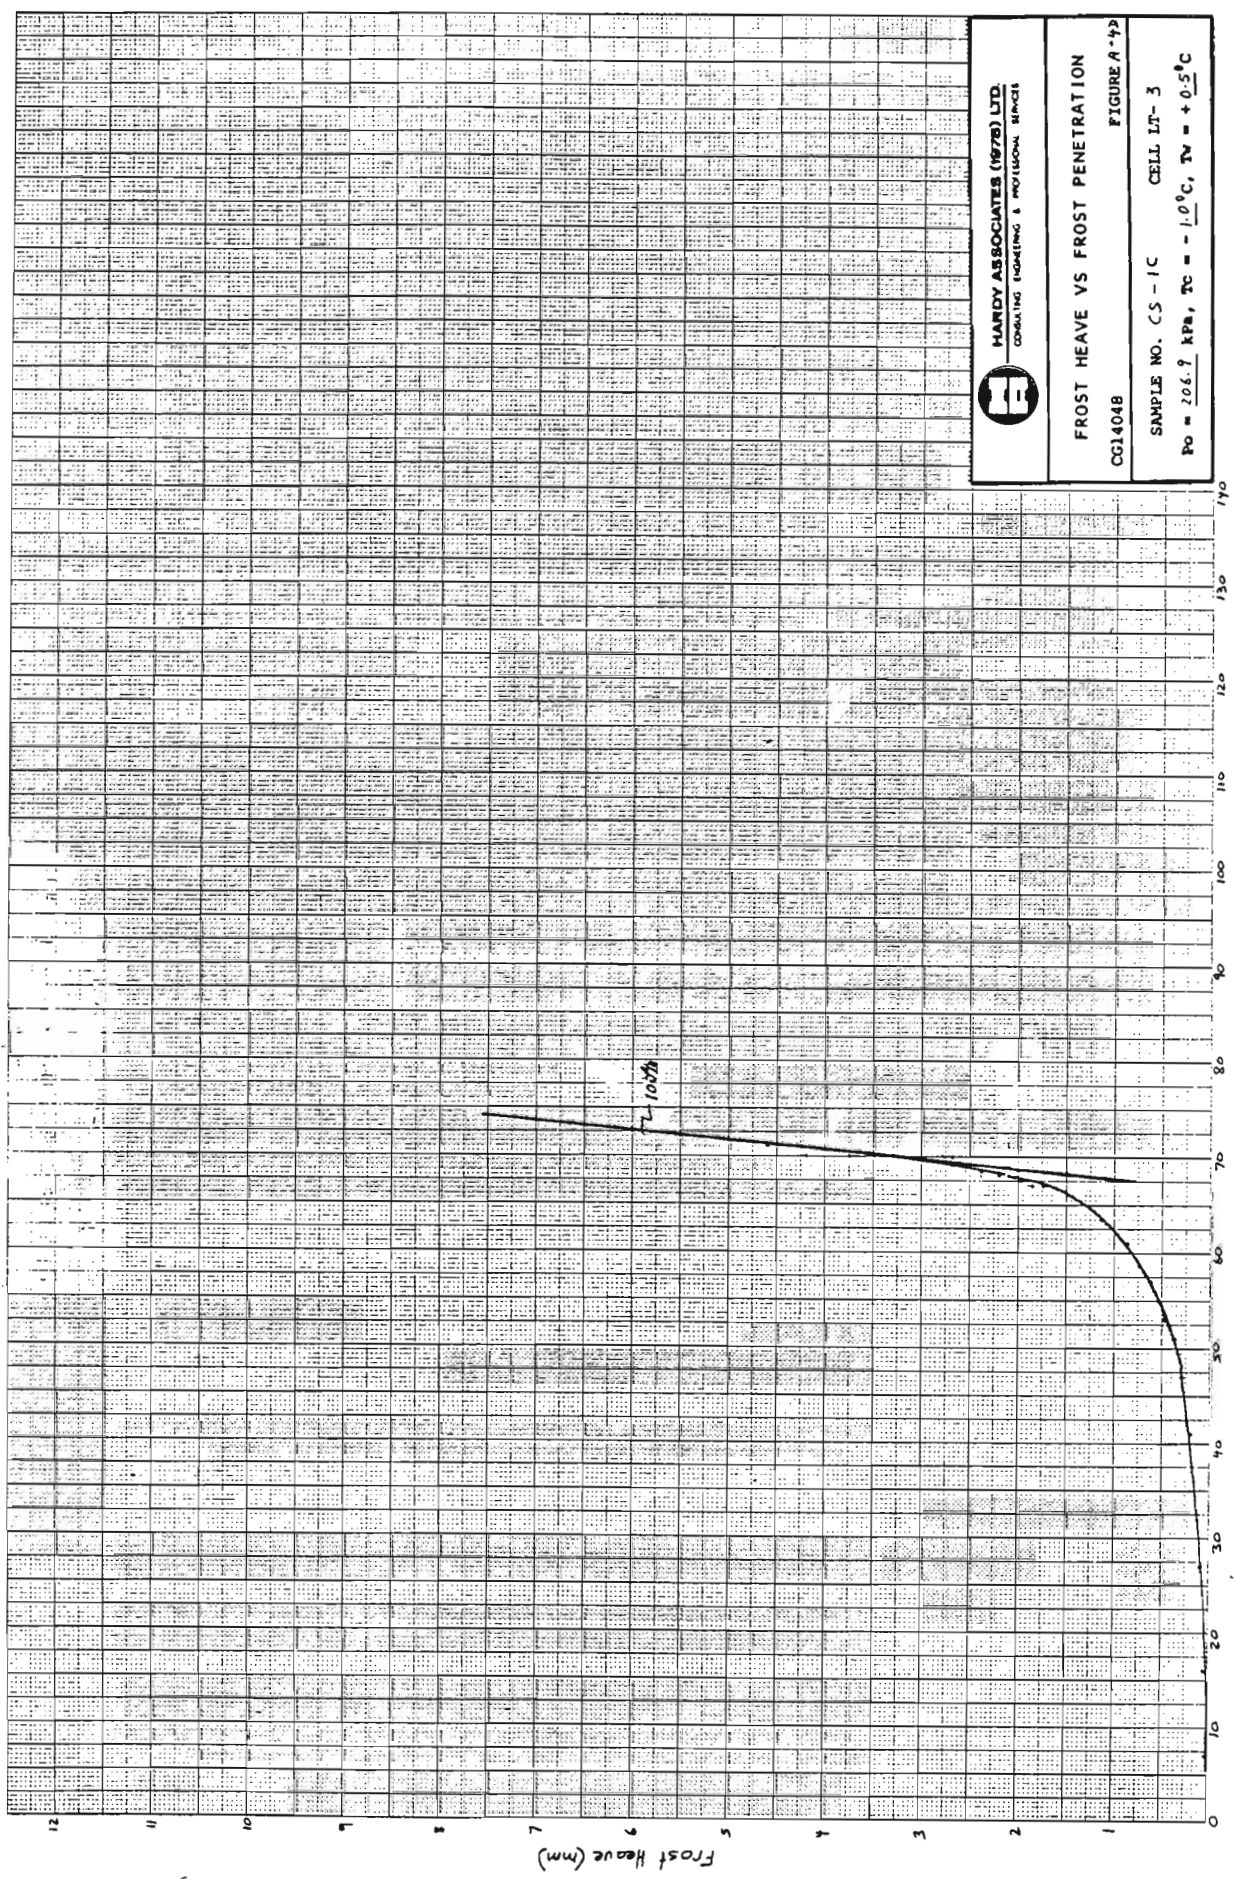 HARDY ASSOCIATES (1978) LTD.
CONSULTING ENGINEERING & PROFESSIONAL SERVICES
FROST HEAVE VS FROST PENETRATION
CG14048 FIGURE A-4D
SAMPLE NO. CS-1C CELL LT-3
Po = 206.9 kPa, Tc = -1.0°C, Tw = +0.5°C
12
11
10
9
8
7
6
5
4
3
2
1
Frost Heave (mm)
0 10 20 30 40 50 60 70 80 90 100 110 120 130 140